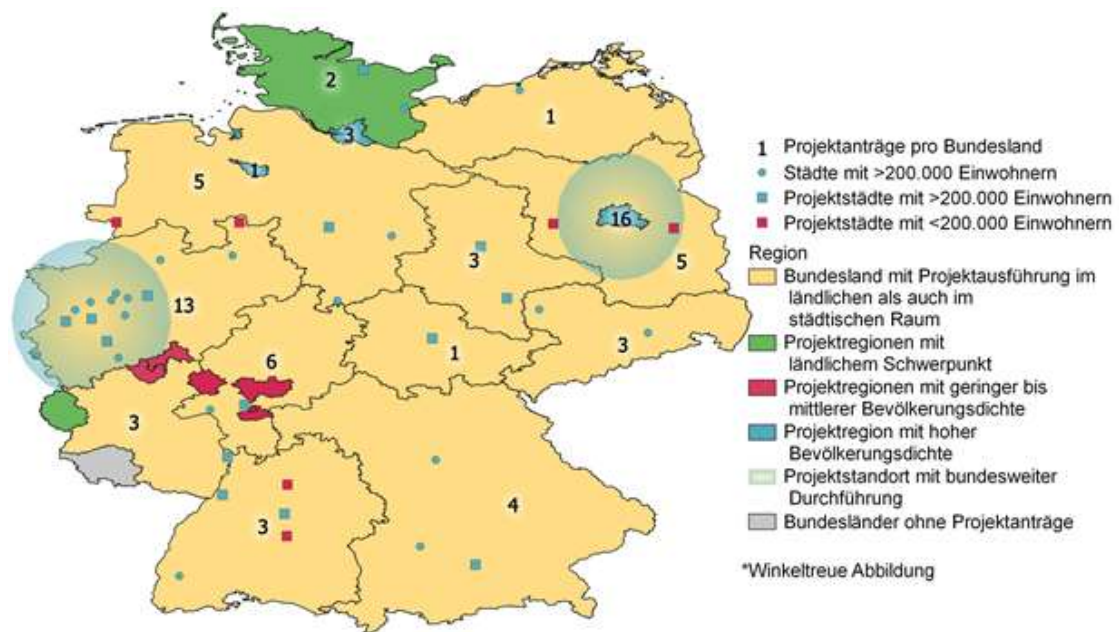 2
3
1
1
5
16
3
5
13
6
1
3
3
3
4
1 Projektanträge pro Bundesland
Städte mit >200.000 Einwohnern
Projektstädte mit >200.000 Einwohnern
Projektstädte mit <200.000 Einwohnern
Region
Bundesland mit Projektausführung im
ländlichen als auch im
städtischen Raum
Projektregionen mit
ländlichem Schwerpunkt
Projektregionen mit geringer bis
mittlerer Bevölkerungsdichte
Projektregion mit hoher
Bevölkerungsdichte
Projektstandort mit bundesweiter
Durchführung
Bundesländer ohne Projektanträge
*Winkeltreue Abbildung